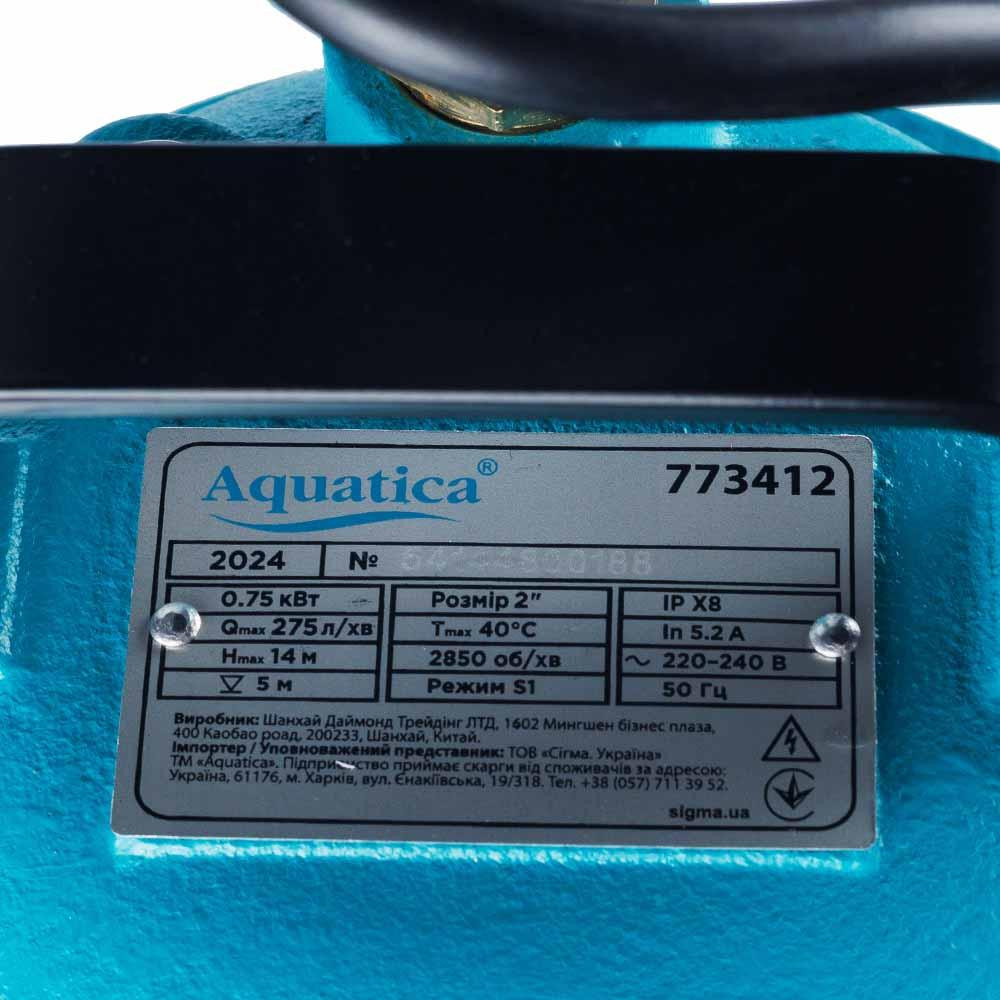 Aquatica®
773412
2024 №
0.75 кВт Розмір 2" IP X8
Qmax 275 л/хв Tmax 40°C In 5.2 A
Hmax 14 м 2850 об/хв ~ 220-240 В
5 м Режим S1 50 Гц
Виробник: Шанхай Даймонд Трейдінг ЛТД, 1602 Мингшен бізнес плаза,
400 Каобао роад, 200233, Шанхай, Китай.
Імпортер / Уповноважений представник: ТОВ «Сігма. Україна»
ТМ «Aquatica». Підприємство приймає скарги від споживачів за адресою:
Україна, 61176, м. Харків, вул. Єнакіївська, 19/318. Тел. +38 (057) 711 39 52.
sigma.ua